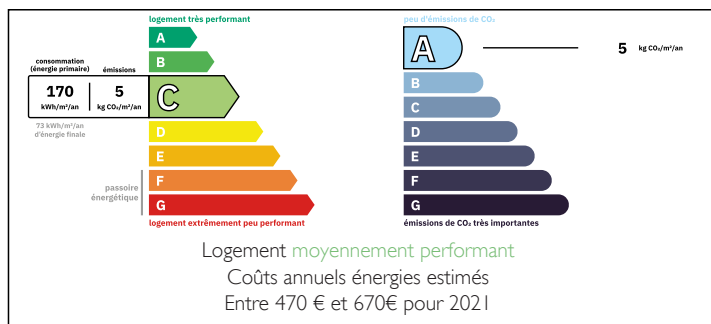 logement très performant
A
B
consommation
(énergie primaire)
émissions
170
kWh/m²/an
5
kg CO₂/m²/an
C
73 kWh/m²/an
d'énergie finale
D
E
passoire
énergétique
F
G
logement extrêmement peu performant
peu d'émissions de CO₂
A
5 kg CO₂/m²/an
B
C
D
E
F
G
émissions de CO₂ très importantes
Logement moyennement performant
Coûts annuels énergies estimés
Entre 470 € et 670€ pour 2021